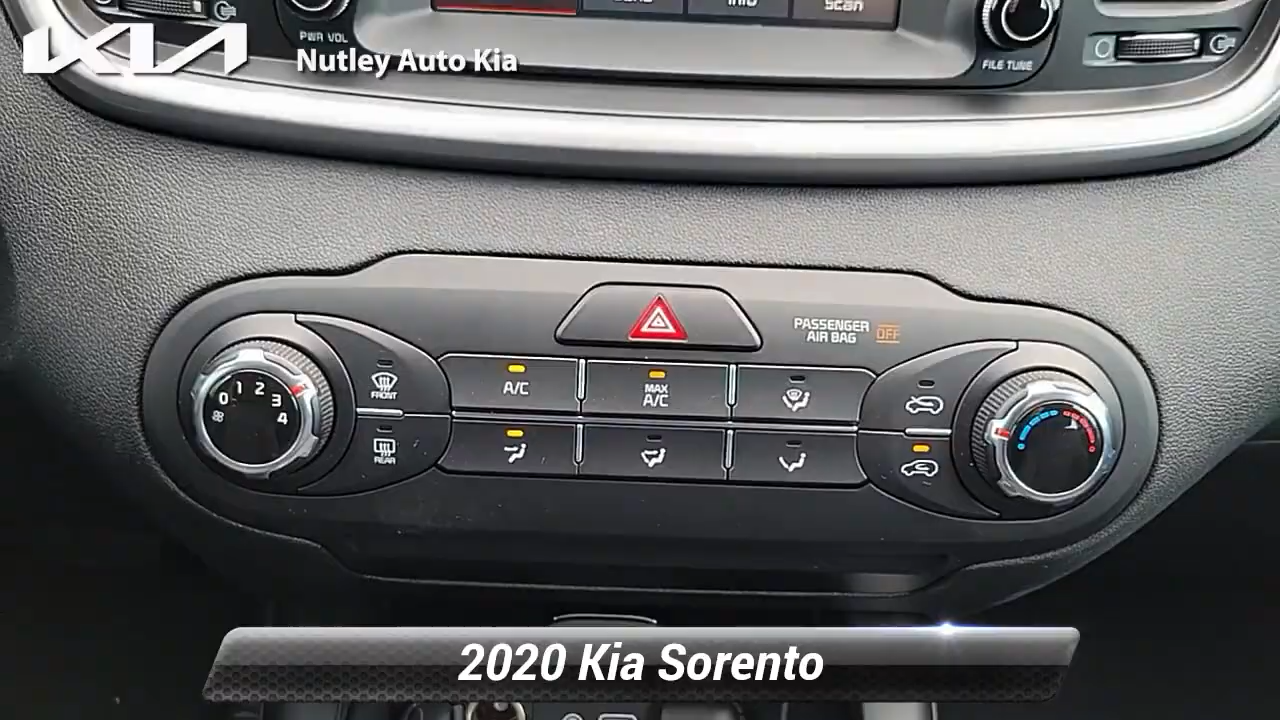 SCAN
PWR VOL
FILE TUNE
KIA
Nutley Auto Kia
PASSENGER
AIR BAG
OFF
0 1 2 3 4
FRONT
REAR
A/C
MAX
A/C
2020 Kia Sorento